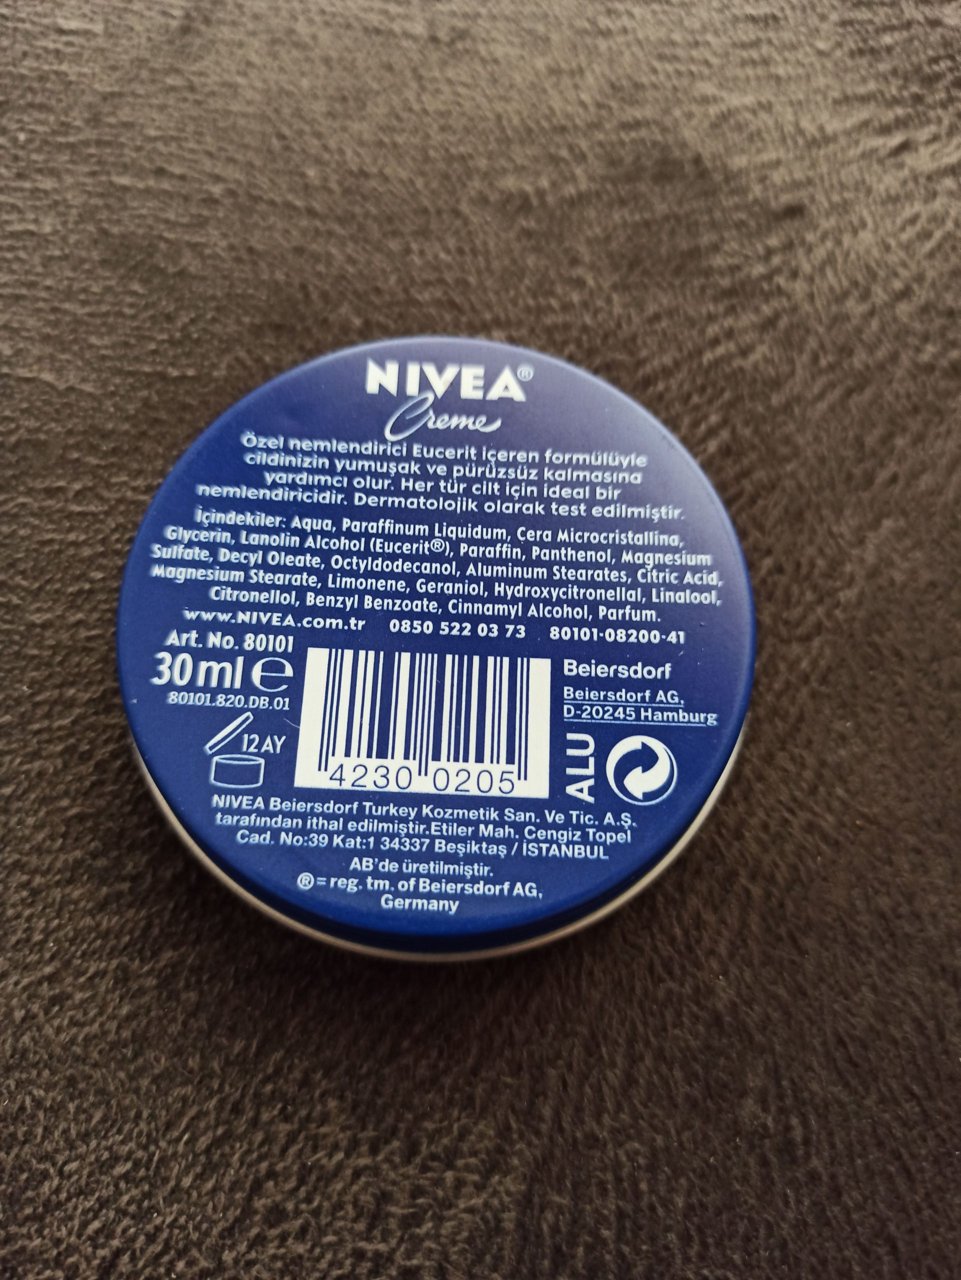 NIVEA®
Creme
Özel nemlendirici Eucerit içeren formülüyle
cildinizin yumuşak ve pürüzsüz kalmasına
yardımcı olur. Her tür cilt için ideal bir
nemlendiricidir. Dermatolojik olarak test edilmiştir.
İçindekiler: Aqua, Paraffinum Liquidum, Cera Microcristallina,
Glycerin, Lanolin Alcohol (Eucerit®), Paraffin, Panthenol, Magnesium
Sulfate, Decyl Oleate, Octyldodecanol, Aluminum Stearates, Citric Acid,
Magnesium Stearate, Limonene, Geraniol, Hydroxycitronellal, Linalool,
Citronellol, Benzyl Benzoate, Cinnamyl Alcohol, Parfum.
www.NIVEA.com.tr 0850 522 03 73 80101-08200-41
Art. No. 80101
30 ml ℮
80101.820.DB.01
12 AY
4230 0205
Beiersdorf
Beiersdorf AG,
D-20245 Hamburg
ALU
NIVEA Beiersdorf Turkey Kozmetik San. Ve Tic. A.Ş.
tarafından ithal edilmiştir.Etiler Mah. Cengiz Topel
Cad. No:39 Kat:1 34337 Beşiktaş / İSTANBUL
AB'de üretilmiştir.
®= reg. tm. of Beiersdorf AG,
Germany